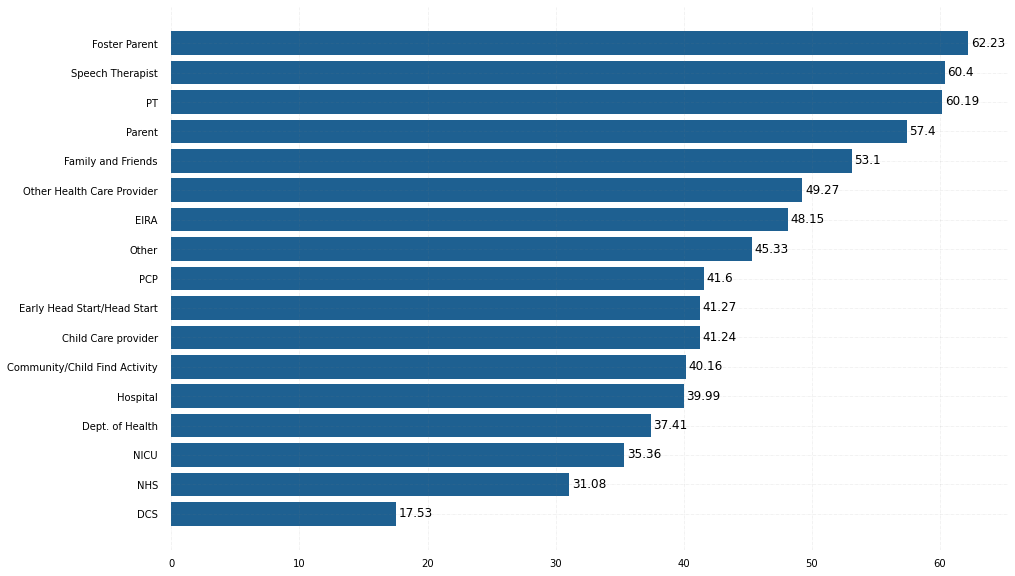 Foster Parent 62.23
Speech Therapist 60.4
PT 60.19
Parent 57.4
Family and Friends 53.1
Other Health Care Provider 49.27
EIRA 48.15
Other 45.33
PCP 41.6
Early Head Start/Head Start 41.27
Child Care provider 41.24
Community/Child Find Activity 40.16
Hospital 39.99
Dept. of Health 37.41
NICU 35.36
NHS 31.08
DCS 17.53
0 10 20 30 40 50 60